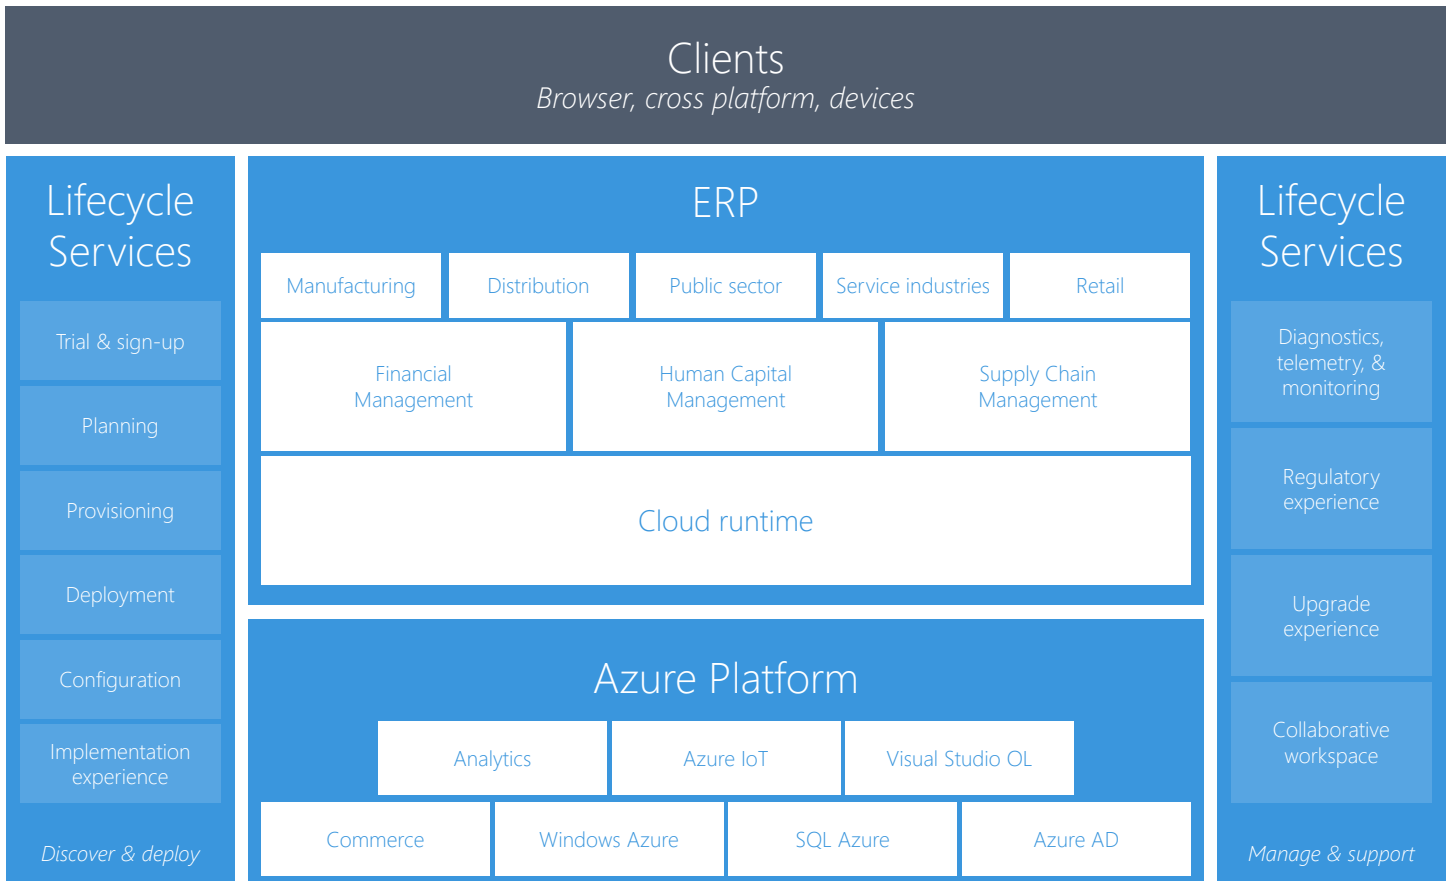 Clients
Browser, cross platform, devices
Lifecycle
Services
Trial & sign-up
Planning
Provisioning
Deployment
Configuration
Implementation
experience
Discover & deploy
ERP
Manufacturing
Distribution
Public sector
Service industries
Retail
Financial
Management
Human Capital
Management
Supply Chain
Management
Cloud runtime
Azure Platform
Analytics
Azure IoT
Visual Studio OL
Commerce
Windows Azure
SQL Azure
Azure AD
Lifecycle
Services
Diagnostics,
telemetry, &
monitoring
Regulatory
experience
Upgrade
experience
Collaborative
workspace
Manage & support